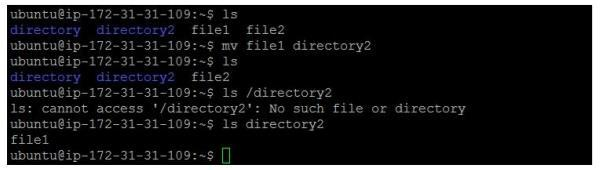 ubuntu@ip-172-31-31-109:~$ ls
directory directory2 file1 file2
ubuntu@ip-172-31-31-109:~$ mv file1 directory2
ubuntu@ip-172-31-31-109:~$ ls
directory directory2 file2
ubuntu@ip-172-31-31-109:~$ ls /directory2
ls: cannot access '/directory2': No such file or directory
ubuntu@ip-172-31-31-109:~$ ls directory2
file1
ubuntu@ip-172-31-31-109:~$